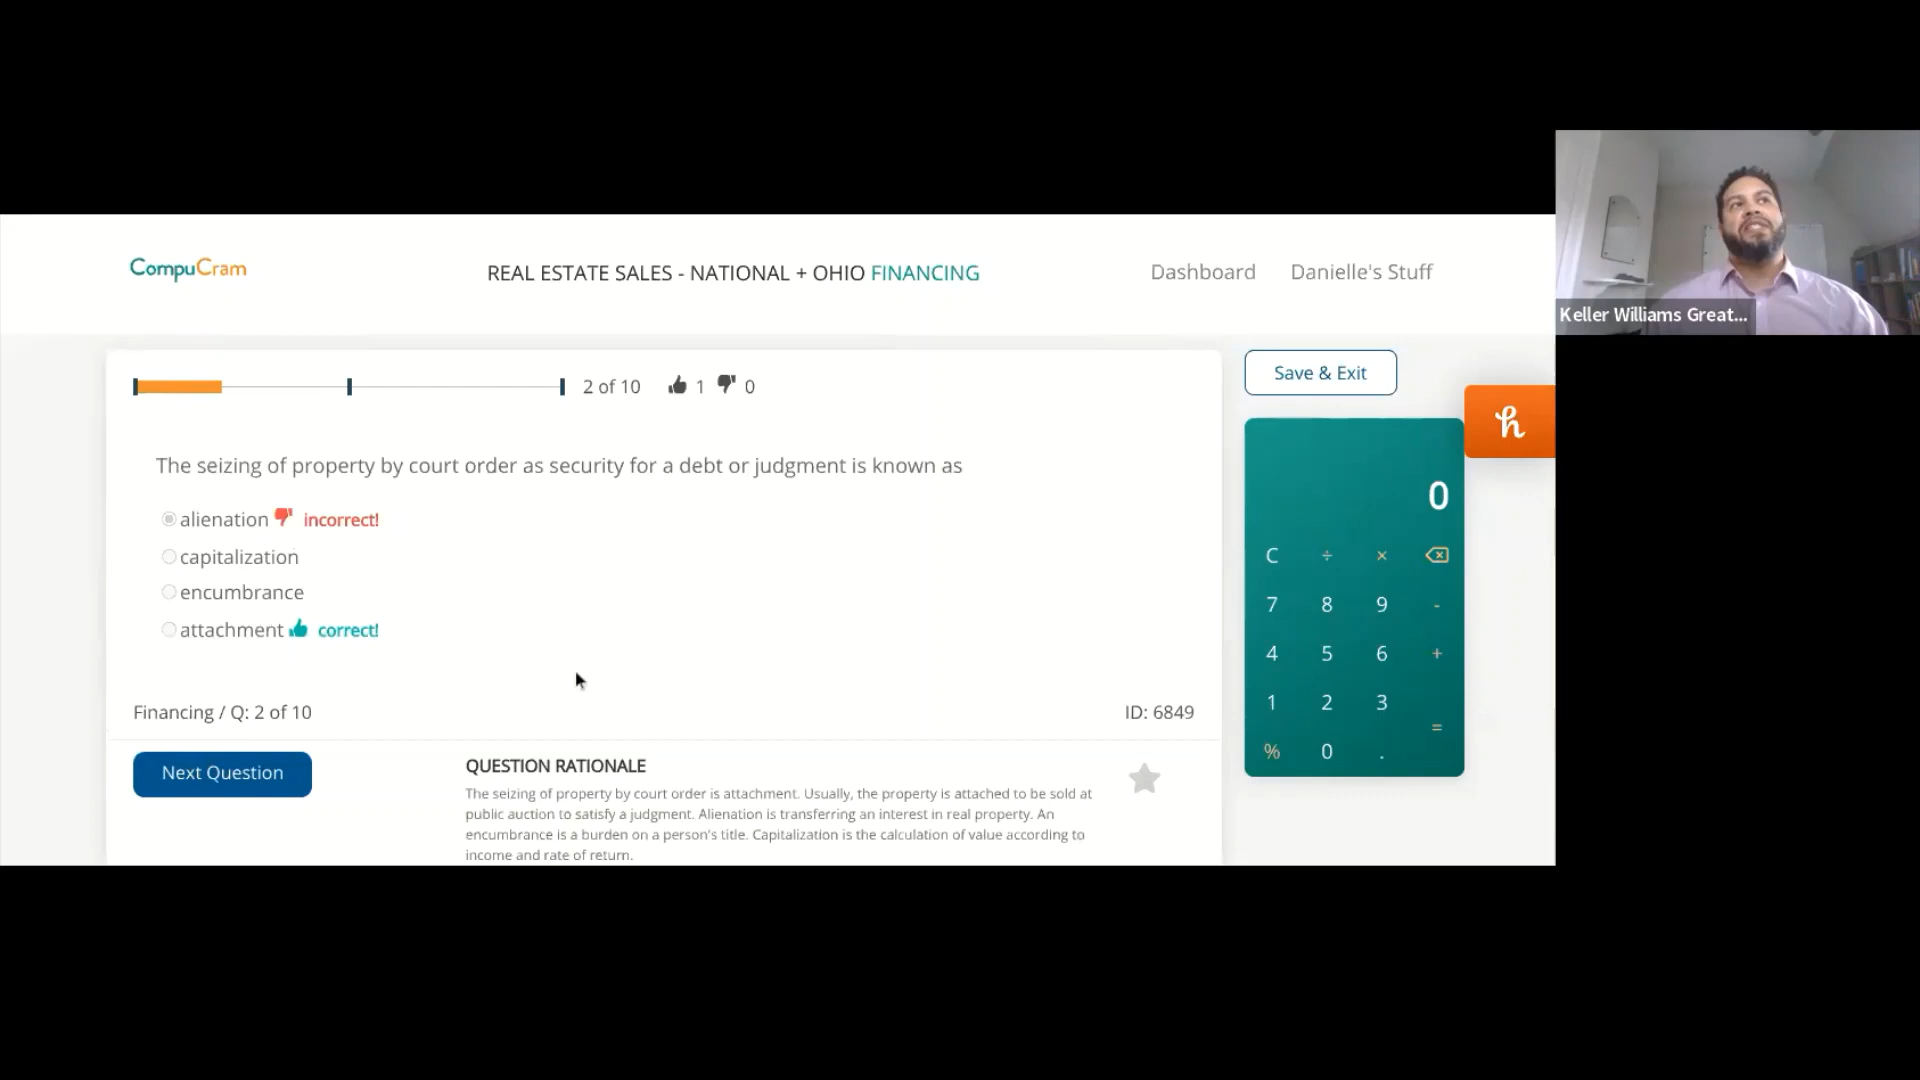 CompuCram
REAL ESTATE SALES - NATIONAL + OHIO FINANCING
Dashboard
Danielle's Stuff
Keller Williams Great...
Save & Exit
2 of 10 1 0
The seizing of property by court order as security for a debt or judgment is known as
alienation incorrect!
capitalization
encumbrance
attachment correct!
Financing / Q: 2 of 10
ID: 6849
Next Question
QUESTION RATIONALE
The seizing of property by court order is attachment. Usually, the property is attached to be sold at
public auction to satisfy a judgment. Alienation is transferring an interest in real property. An
encumbrance is a burden on a person's title. Capitalization is the calculation of value according to
income and rate of return.
h
0
C ÷ ×
7 8 9 -
4 5 6 +
1 2 3
=
% 0 .